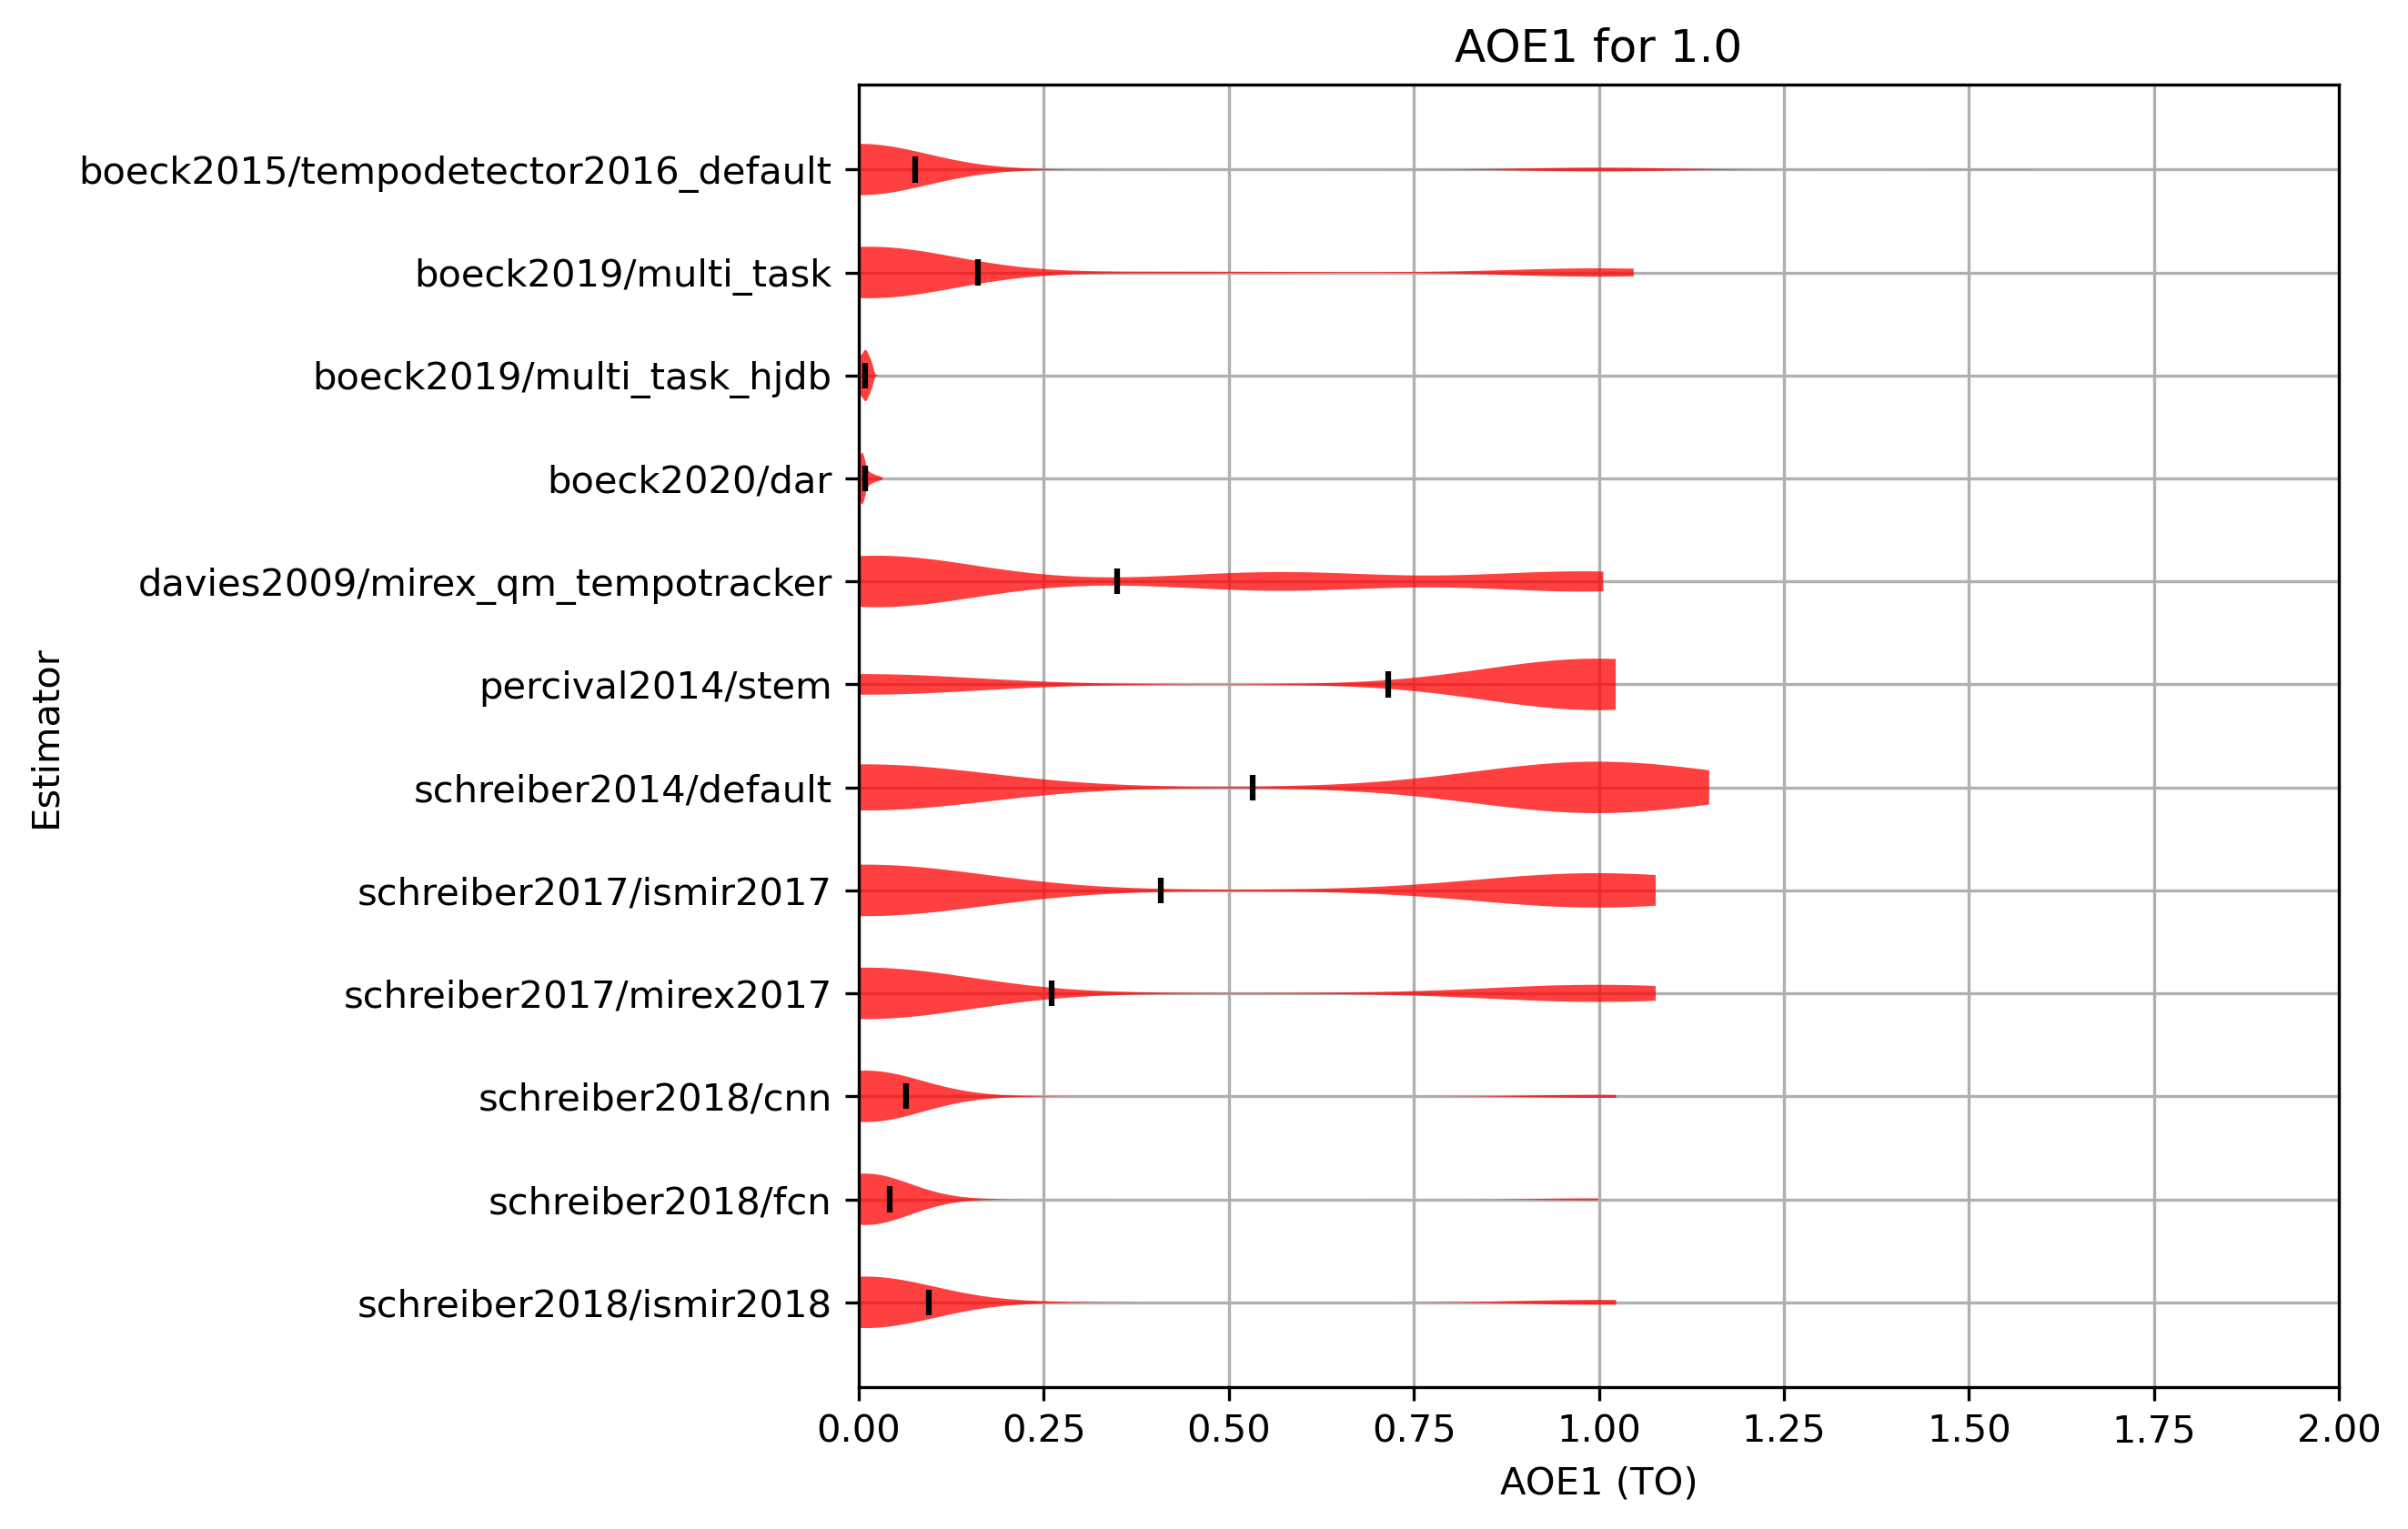 AOE1 for 1.0
boeck2015/tempodetector2016_default
boeck2019/multi_task
boeck2019/multi_task_hjdb
boeck2020/dar
davies2009/mirex_qm_tempotracker
percival2014/stem
schreiber2014/default
schreiber2017/ismir2017
schreiber2017/mirex2017
schreiber2018/cnn
schreiber2018/fcn
schreiber2018/ismir2018
Estimator
0.00 0.25 0.50 0.75 1.00 1.25 1.50 1.75 2.00
AOE1 (TO)